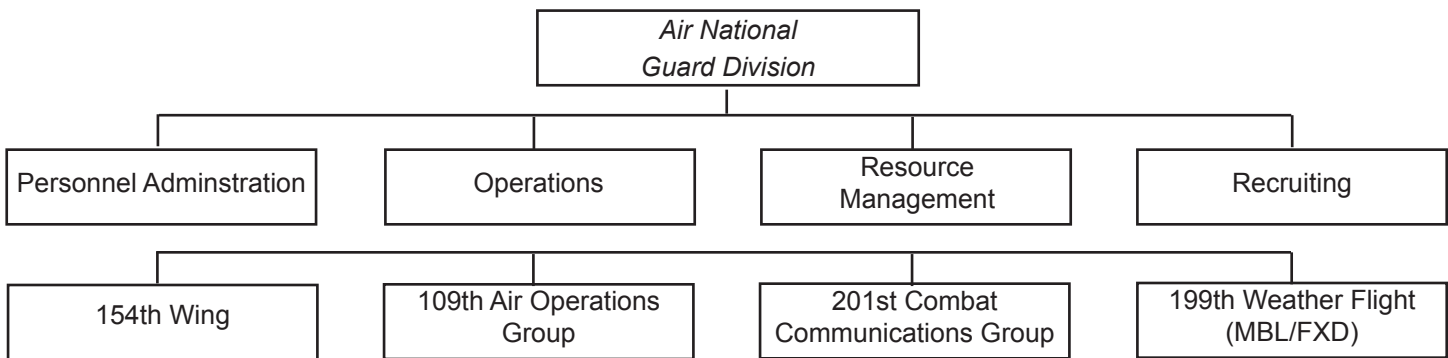 Air National
Guard Division
Personnel Adminstration
Operations
Resource
Management
Recruiting
154th Wing
109th Air Operations
Group
201st Combat
Communications Group
199th Weather Flight
(MBL/FXD)